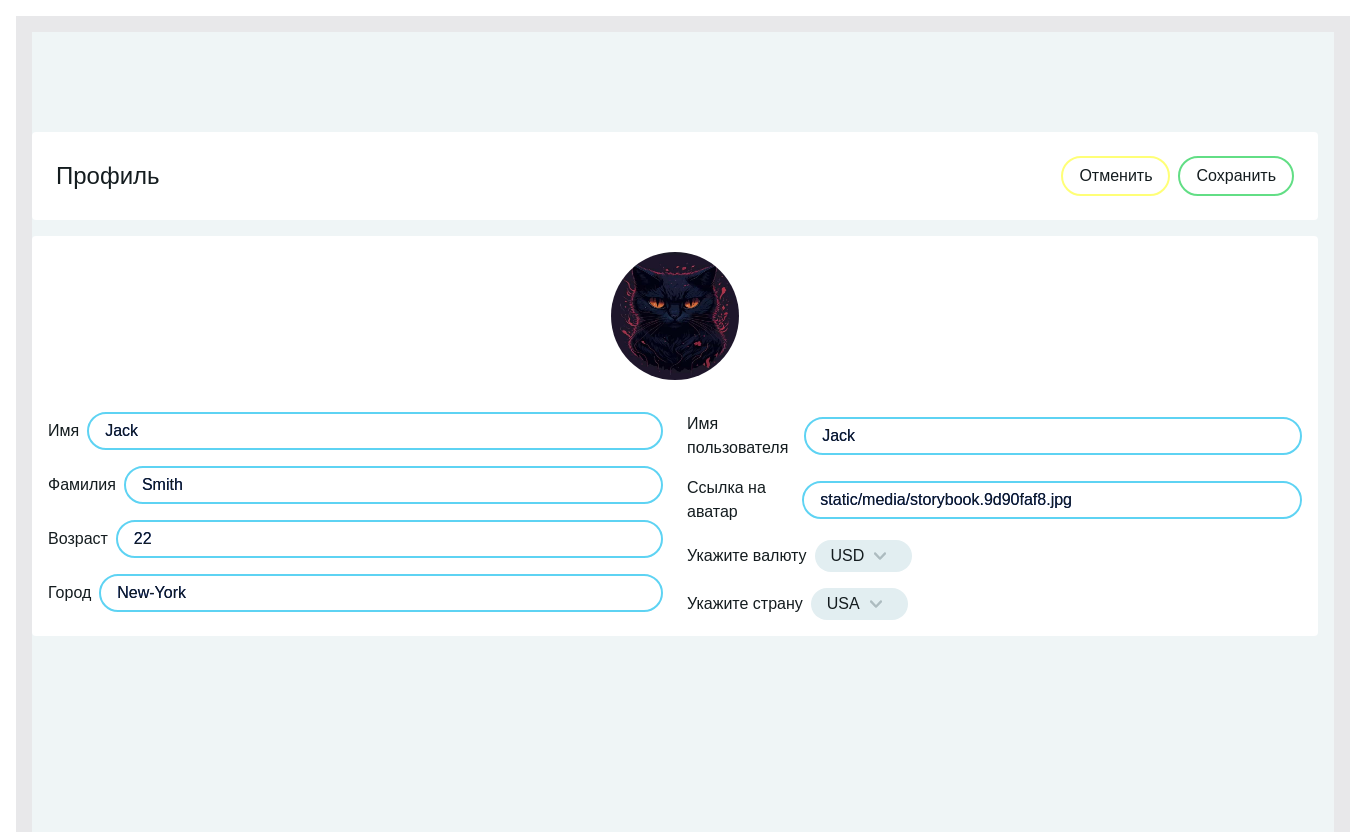 Профиль
Отменить
Сохранить
Имя
Jack
Фамилия
Smith
Возраст
22
Город
New-York
Имя
пользователя
Jack
Ссылка на
аватар
static/media/storybook.9d90faf8.jpg
Укажите валюту
USD
Укажите страну
USA